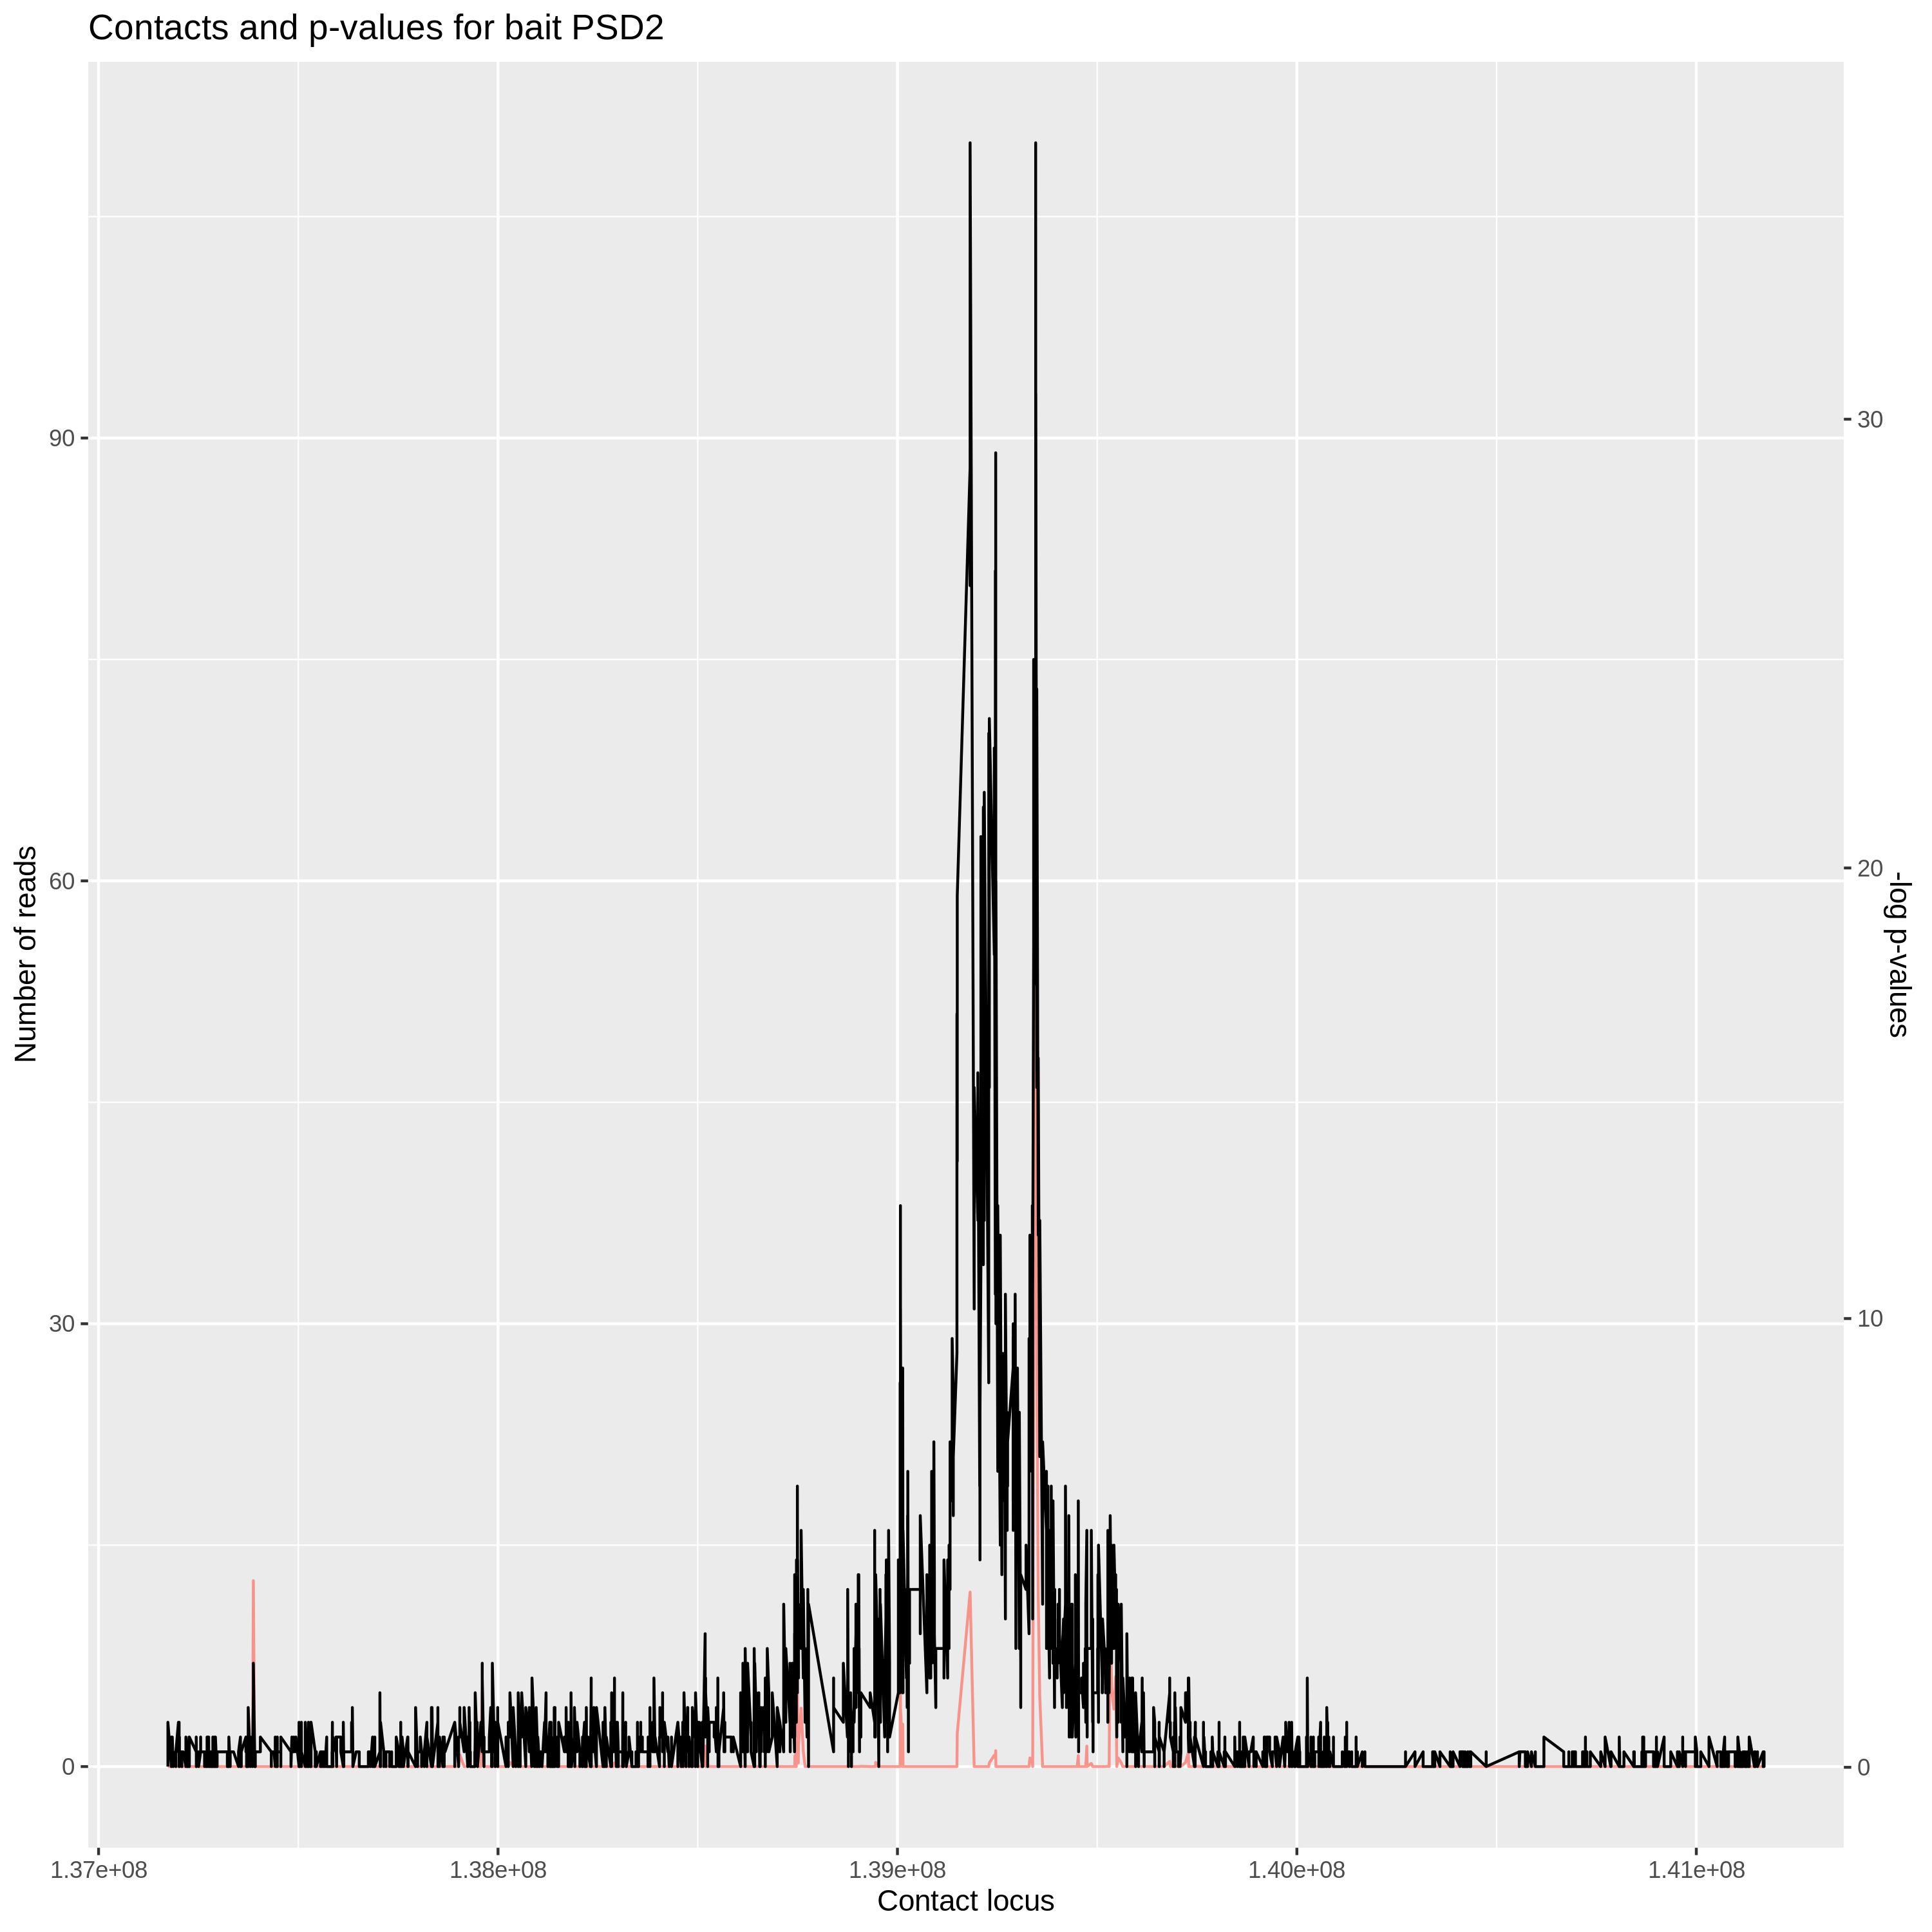 Contacts and p-values for bait PSD2
90
60
30
0
Number of reads
30
20
10
0
-log p-values
1.37e+08 1.38e+08 1.39e+08 1.40e+08 1.41e+08
Contact locus